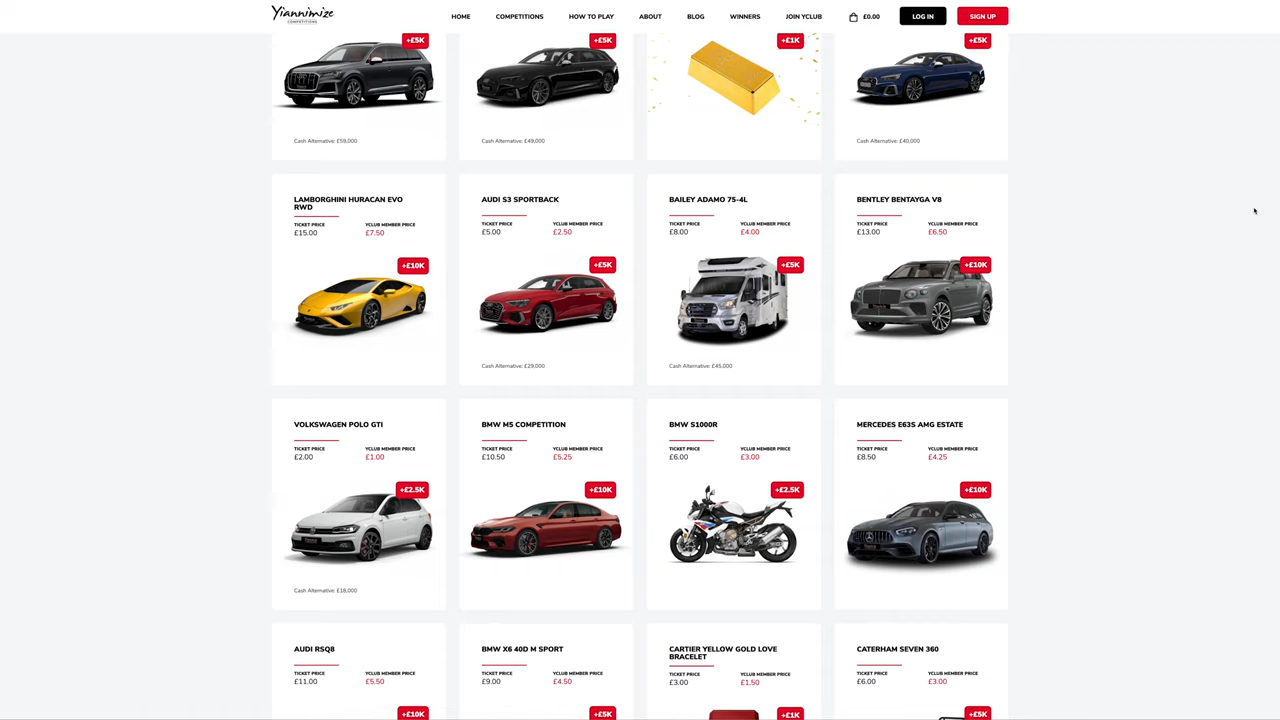 Yiannimize
COMPETITIONS
HOME
COMPETITIONS
HOW TO PLAY
ABOUT
BLOG
WINNERS
JOIN YCLUB
£0.00
LOG IN
SIGN UP
+£5K
+£5K
+£1K
+£5K
Cash Alternative: £59,000
Cash Alternative: £49,000
Cash Alternative: £40,000
LAMBORGHINI HURACAN EVO
RWD
TICKET PRICE
YCLUB MEMBER PRICE
£15.00
£7.50
+£10K
AUDI S3 SPORTBACK
TICKET PRICE
YCLUB MEMBER PRICE
£5.00
£2.50
+£5K
Cash Alternative: £29,000
BAILEY ADAMO 75-4L
TICKET PRICE
YCLUB MEMBER PRICE
£8.00
£4.00
+£5K
Cash Alternative: £45,000
BENTLEY BENTAYGA V8
TICKET PRICE
YCLUB MEMBER PRICE
£13.00
£6.50
+£10K
VOLKSWAGEN POLO GTI
TICKET PRICE
YCLUB MEMBER PRICE
£2.00
£1.00
+£2.5K
Cash Alternative: £18,000
BMW M5 COMPETITION
TICKET PRICE
YCLUB MEMBER PRICE
£10.50
£5.25
+£10K
BMW S1000R
TICKET PRICE
YCLUB MEMBER PRICE
£6.00
£3.00
+£2.5K
MERCEDES E63S AMG ESTATE
TICKET PRICE
YCLUB MEMBER PRICE
£8.50
£4.25
+£10K
AUDI RSQ8
TICKET PRICE
YCLUB MEMBER PRICE
£11.00
£5.50
+£10K
BMW X6 40D M SPORT
TICKET PRICE
YCLUB MEMBER PRICE
£9.00
£4.50
+£5K
CARTIER YELLOW GOLD LOVE
BRACELET
TICKET PRICE
YCLUB MEMBER PRICE
£3.00
£1.50
+£1K
CATERHAM SEVEN 360
TICKET PRICE
YCLUB MEMBER PRICE
£6.00
£3.00
+£5K